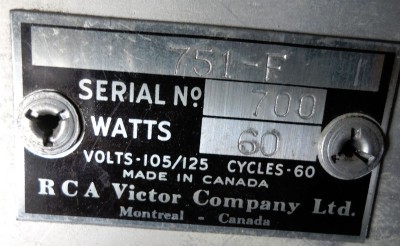 751-F
SERIAL No 700
WATTS 60
VOLTS-105/125 CYCLES-60
MADE IN CANADA
RCA Victor Company Ltd.
Montreal - Canada